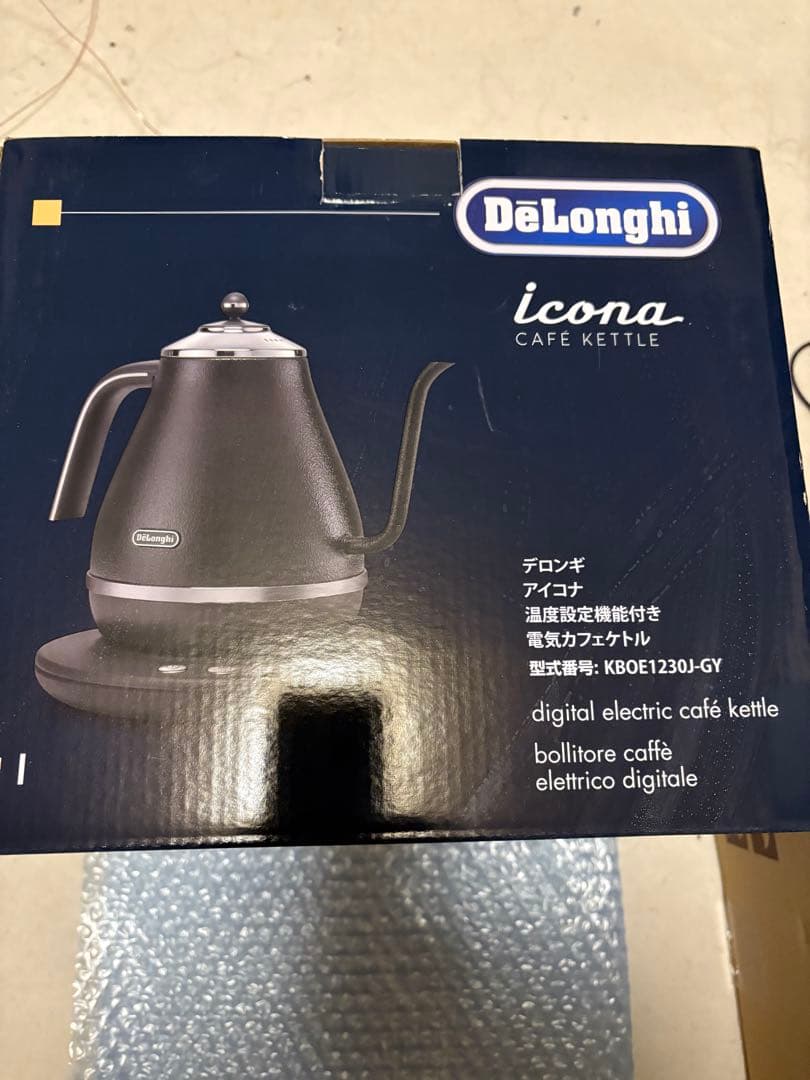 DēLonghi
icona
CAFÉ KETTLE
DēLonghi
デロンギ
アイコナ
温度設定機能付き
電気カフェケトル
型式番号: KBOE1230J-GY
digital electric café kettle
bollitore caffè
elettrico digitale